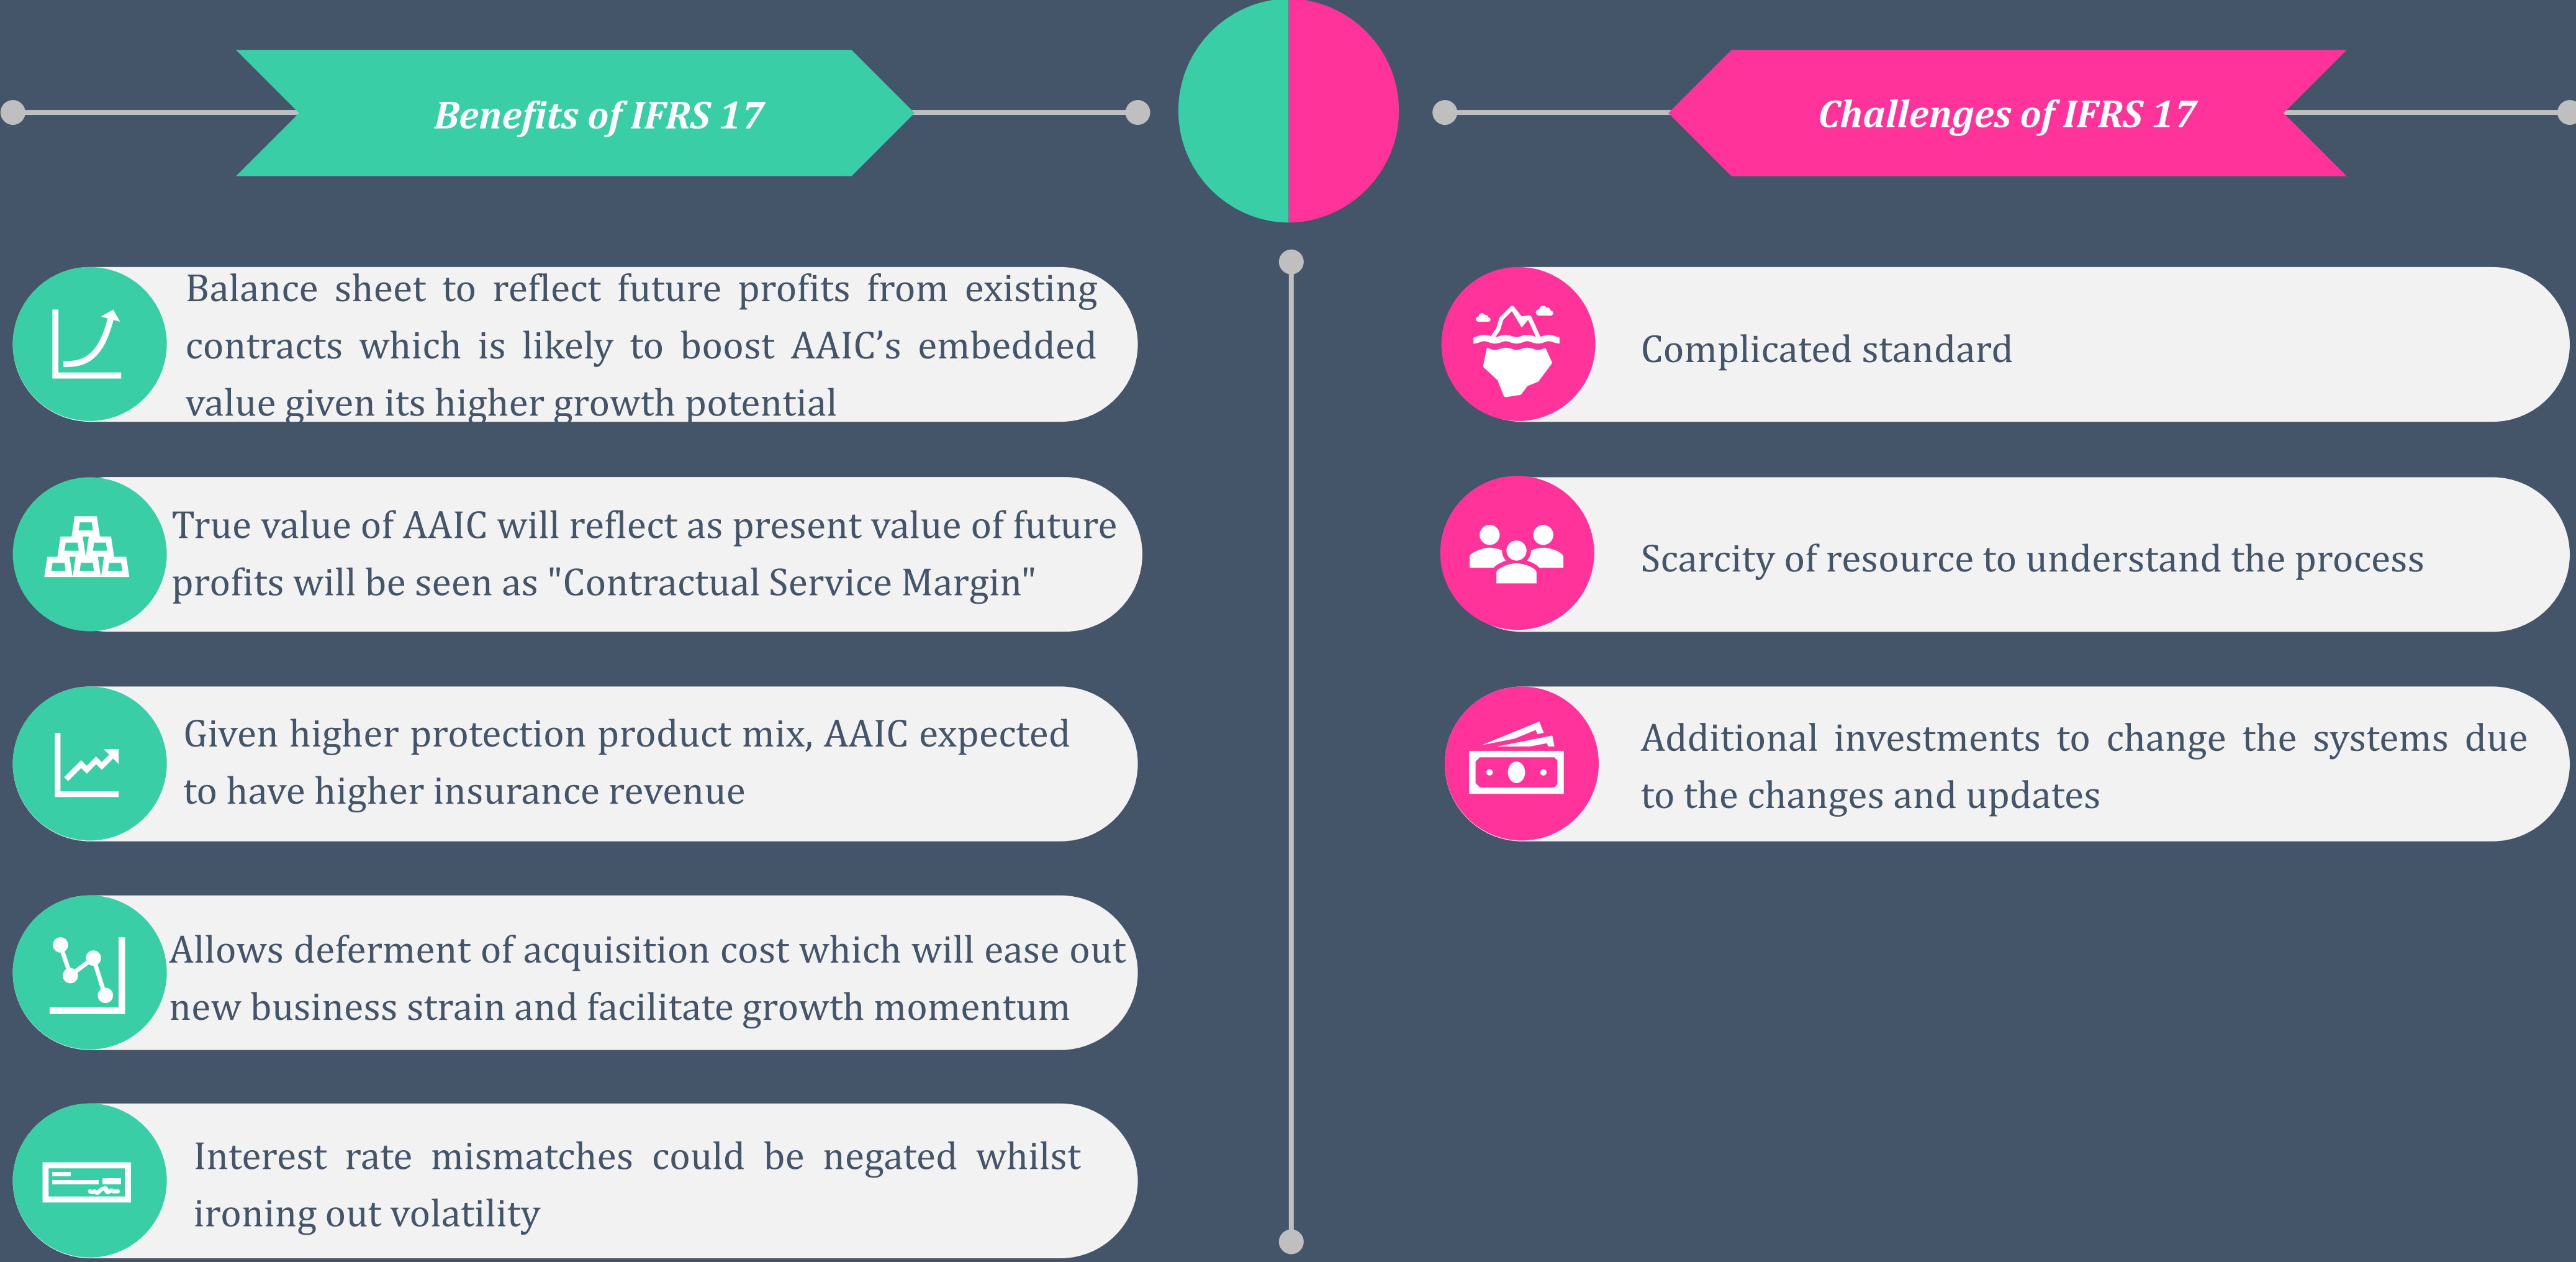 Benefits of IFRS 17
Balance sheet to reflect future profits from existing
contracts which is likely to boost AAIC’s embedded
value given its higher growth potential
True value of AAIC will reflect as present value of future
profits will be seen as "Contractual Service Margin"
Given higher protection product mix, AAIC expected
to have higher insurance revenue
Allows deferment of acquisition cost which will ease out
new business strain and facilitate growth momentum
Interest rate mismatches could be negated whilst
ironing out volatility
Challenges of IFRS 17
Complicated standard
Scarcity of resource to understand the process
Additional investments to change the systems due
to the changes and updates